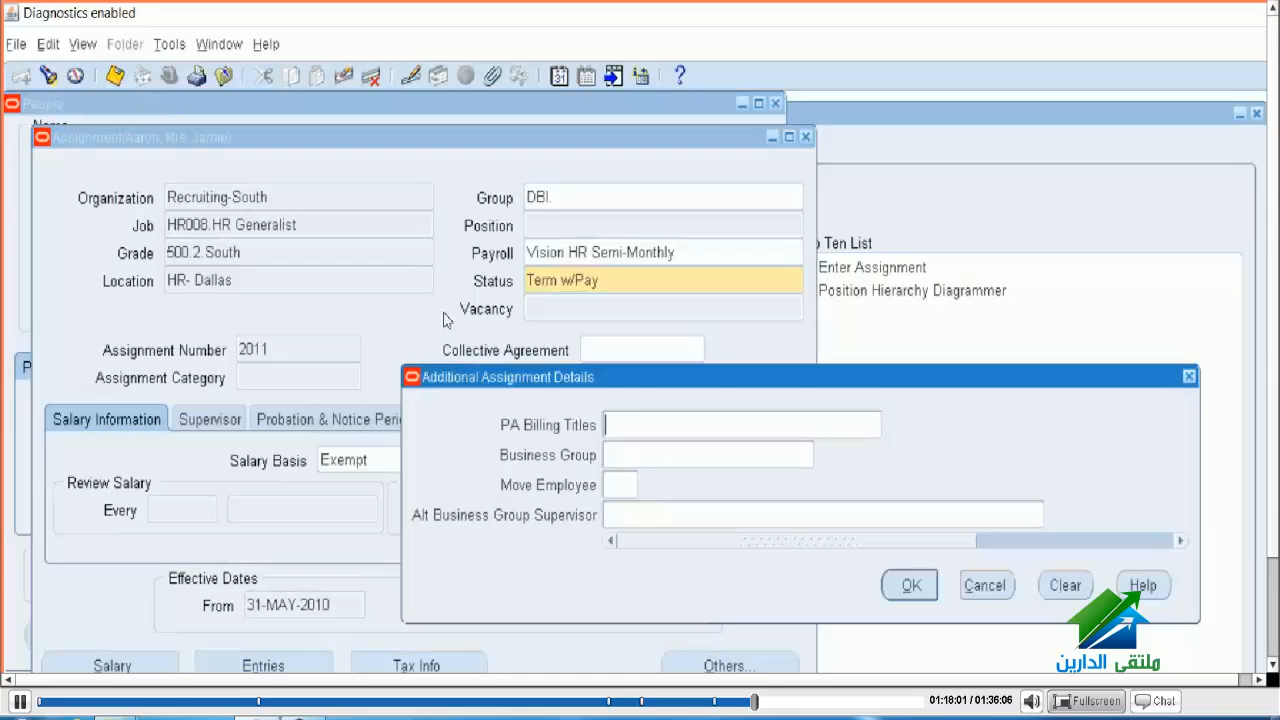 Diagnostics enabled
File Edit View Folder Tools Window Help
People
Name
Assignment(Aaron, Mrs. Jamie)
Organization Recruiting-South Group DBI.
Job HR008.HR Generalist Position
Grade 500.2.South Payroll Vision HR Semi-Monthly
Location HR- Dallas Status Term w/Pay
Vacancy
Ten List
Enter Assignment
Position Hierarchy Diagrammer
Assignment Number 2011 Collective Agreement
Assignment Category
Salary Information Supervisor Probation & Notice Peri
Salary Basis Exempt
Review Salary
Every
Effective Dates
From 31-MAY-2010
Salary Entries Tax Info Others...
Additional Assignment Details
PA Billing Titles
Business Group
Move Employee
Alt Business Group Supervisor
OK Cancel Clear Help
ملتقى الدارين
01:16:01 / 01:36:06 Fullscreen Chat